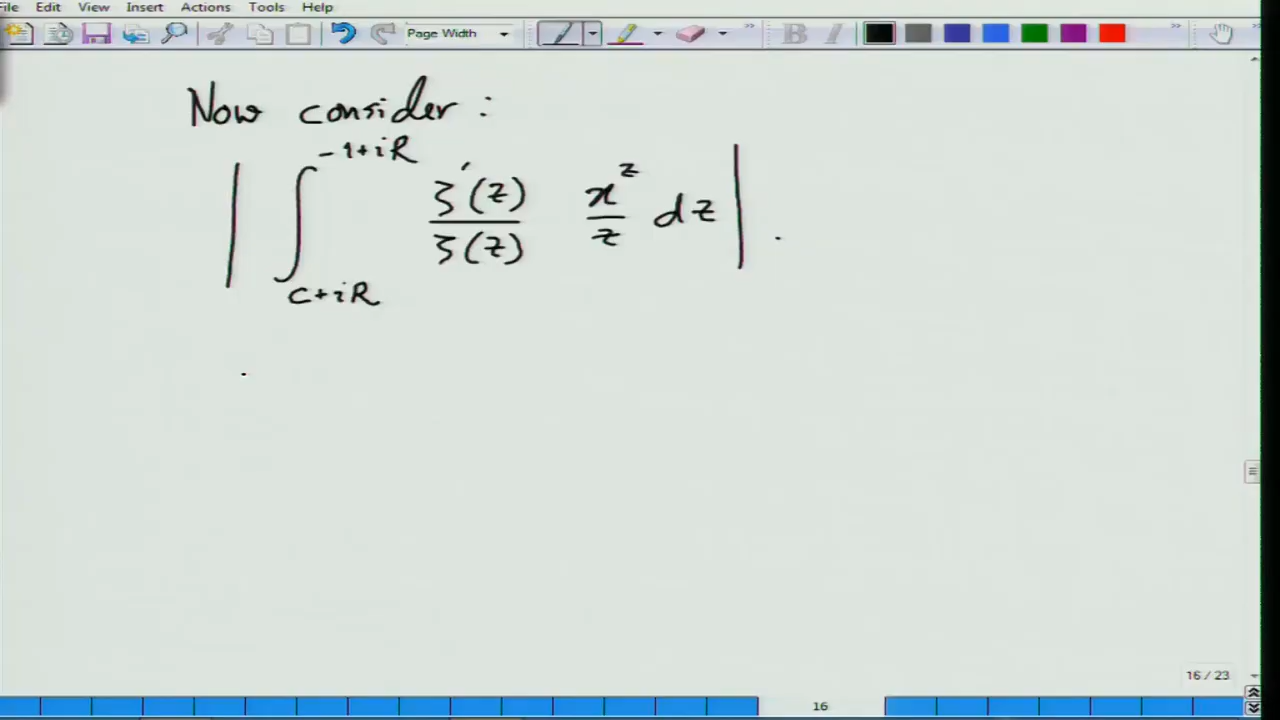 File Edit View Insert Actions Tools Help
Page Width
B I
Now consider :
| ∫_{c+iR}^{-1+iR} ζ'(z)/ζ(z) x^z/z dz | .
16 / 23
16